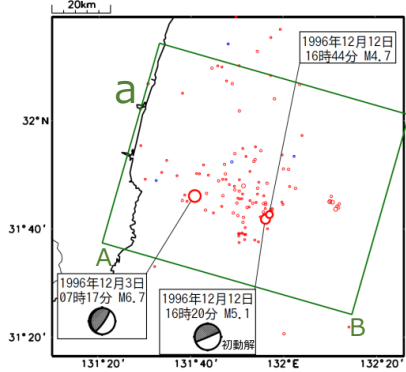 20km
1996年12月12日
16時44分 M4.7
a
32°N
31°40'
A
1996年12月3日
07時17分 M6.7
1996年12月12日
16時20分 M5.1
初動解
B
31°20'
131°20'
131°40'
132°E
132°20'